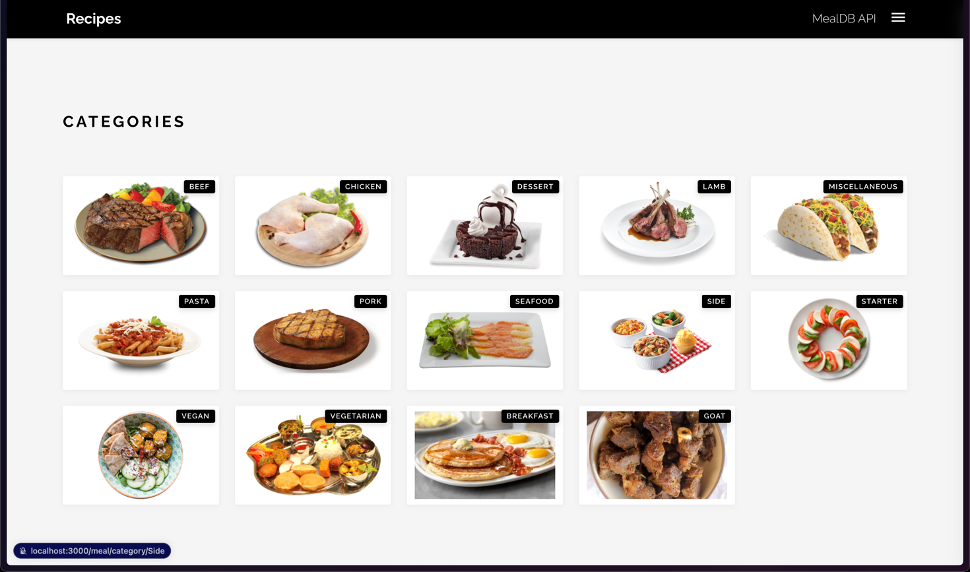 Recipes
MealDB API
CATEGORIES
BEEF
CHICKEN
DESSERT
LAMB
MISCELLANEOUS
PASTA
PORK
SEAFOOD
SIDE
STARTER
VEGAN
VEGETARIAN
BREAKFAST
GOAT
localhost:3000/meal/category/Side